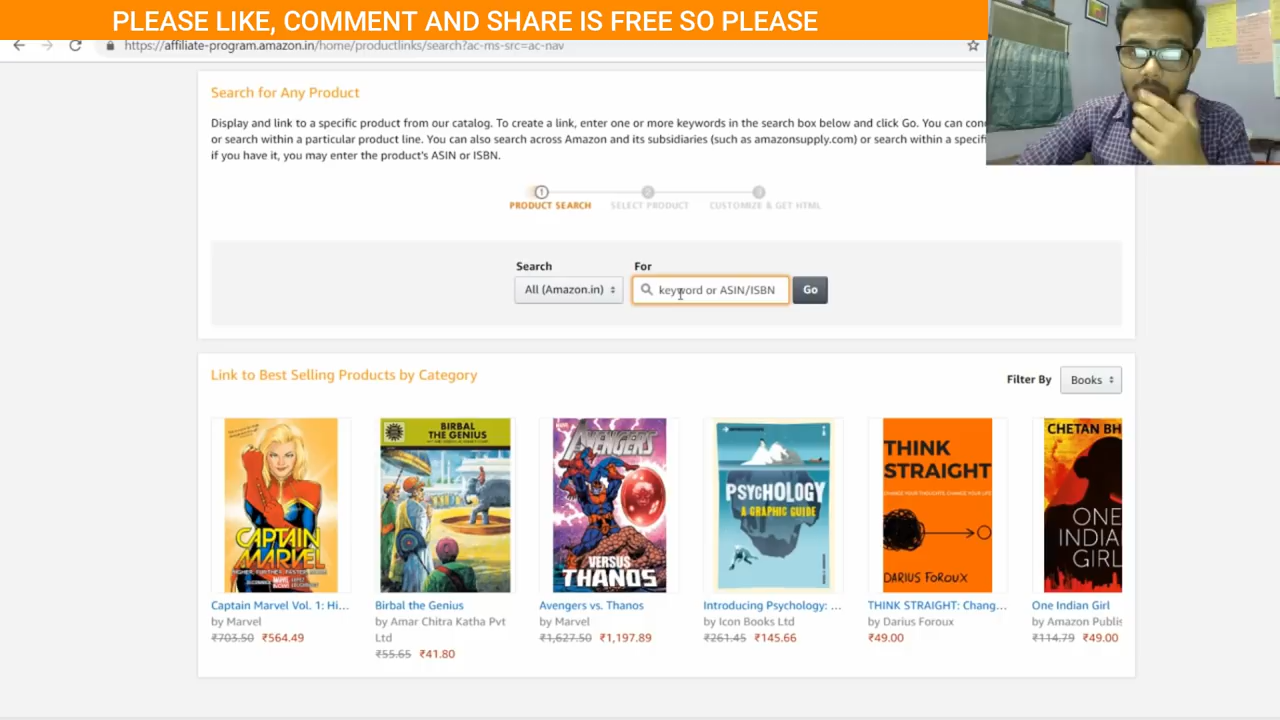 PLEASE LIKE, COMMENT AND SHARE IS FREE SO PLEASE
https://affiliate-program.amazon.in/home/productlinks/search?ac-ms-src=ac-nav
Search for Any Product
Display and link to a specific product from our catalog. To create a link, enter one or more keywords in the search box below and click Go. You can
or search within a particular product line. You can also search across Amazon and its subsidiaries (such as amazonsupply.com) or search within a
if you have it, you may enter the product's ASIN or ISBN.
1 2 3
PRODUCT SEARCH SELECT PRODUCT CUSTOMIZE & GET HTML
Search For
All (Amazon.in) keyword or ASIN/ISBN Go
Link to Best Selling Products by Category
Filter By Books
CAPTAIN
MARVEL
BIRBAL
THE GENIUS
AVENGERS
VERSUS
THANOS
PSYCHOLOGY
A GRAPHIC GUIDE
THINK
STRAIGHT
CHANGE YOUR THOUGHTS, CHANGE YOUR LIFE
DARIUS FOROUX
CHETAN BH
ONE
INDIA
GIRL
Captain Marvel Vol. 1: Hi...
by Marvel
₹703.50 ₹564.49
Birbal the Genius
by Amar Chitra Katha Pvt
Ltd
₹55.65 ₹41.80
Avengers vs. Thanos
by Marvel
₹1,627.50 ₹1,197.89
Introducing Psychology: ...
by Icon Books Ltd
₹261.45 ₹145.66
THINK STRAIGHT: Chang...
by Darius Foroux
₹49.00
One Indian Girl
by Amazon Publis
₹114.79 ₹49.00